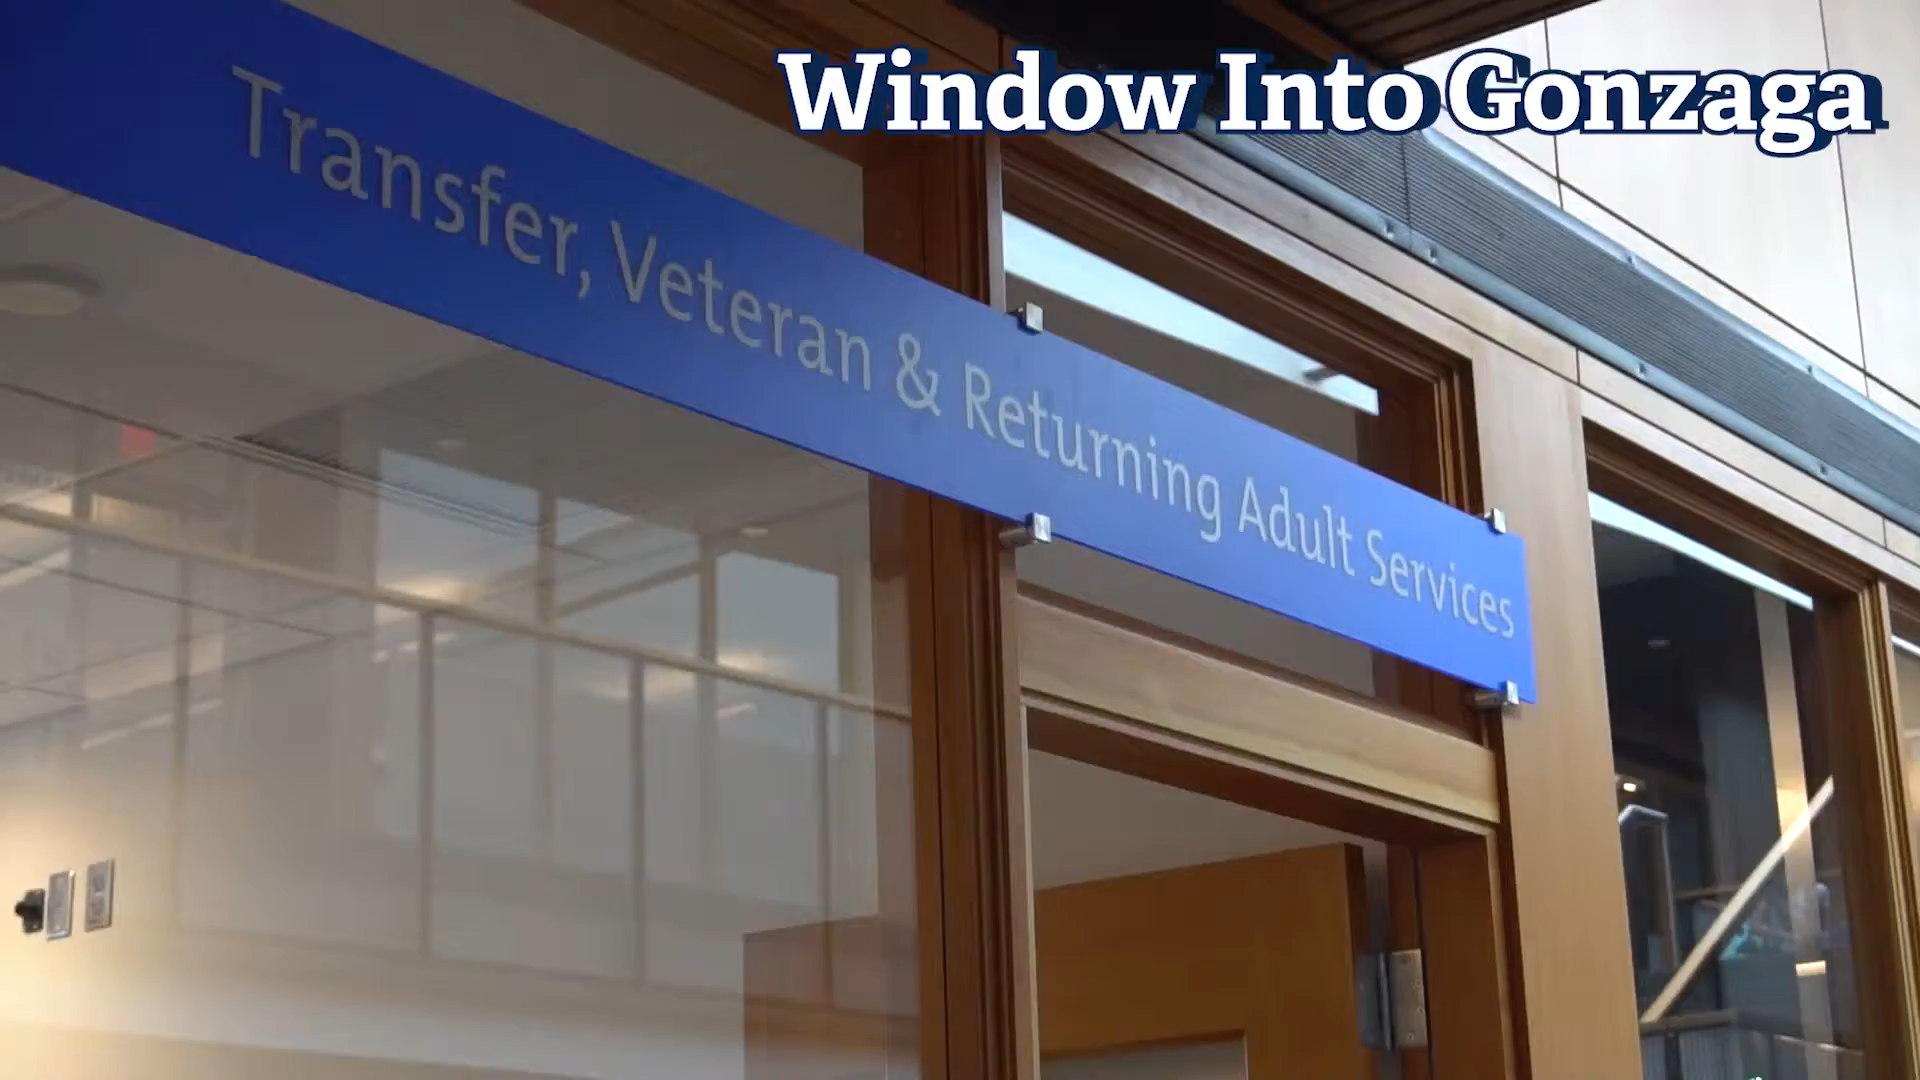 Window Into Gonzaga
Transfer, Veteran & Returning Adult Services